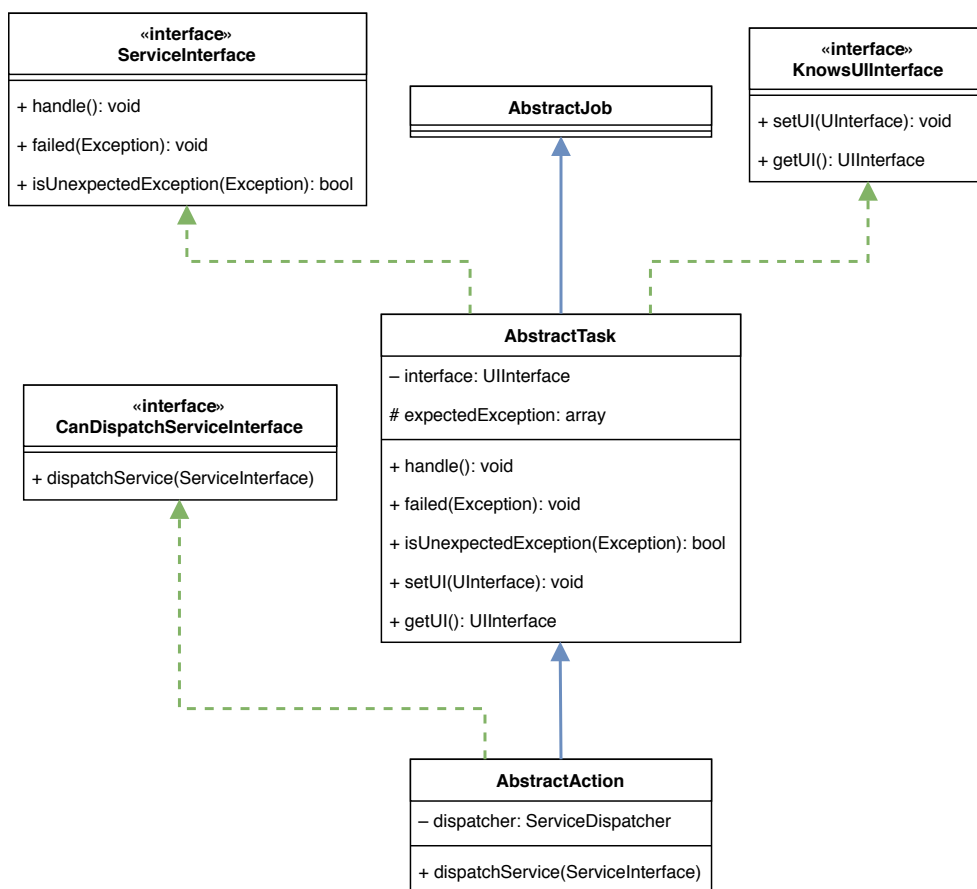 «interface»
ServiceInterface
+ handle(): void
+ failed(Exception): void
+ isUnexpectedException(Exception): bool
AbstractJob
«interface»
KnowsUIInterface
+ setUI(UInterface): void
+ getUI(): UIInterface
AbstractTask
– interface: UIInterface
# expectedException: array
+ handle(): void
+ failed(Exception): void
+ isUnexpectedException(Exception): bool
+ setUI(UInterface): void
+ getUI(): UIInterface
«interface»
CanDispatchServiceInterface
+ dispatchService(ServiceInterface)
AbstractAction
– dispatcher: ServiceDispatcher
+ dispatchService(ServiceInterface)